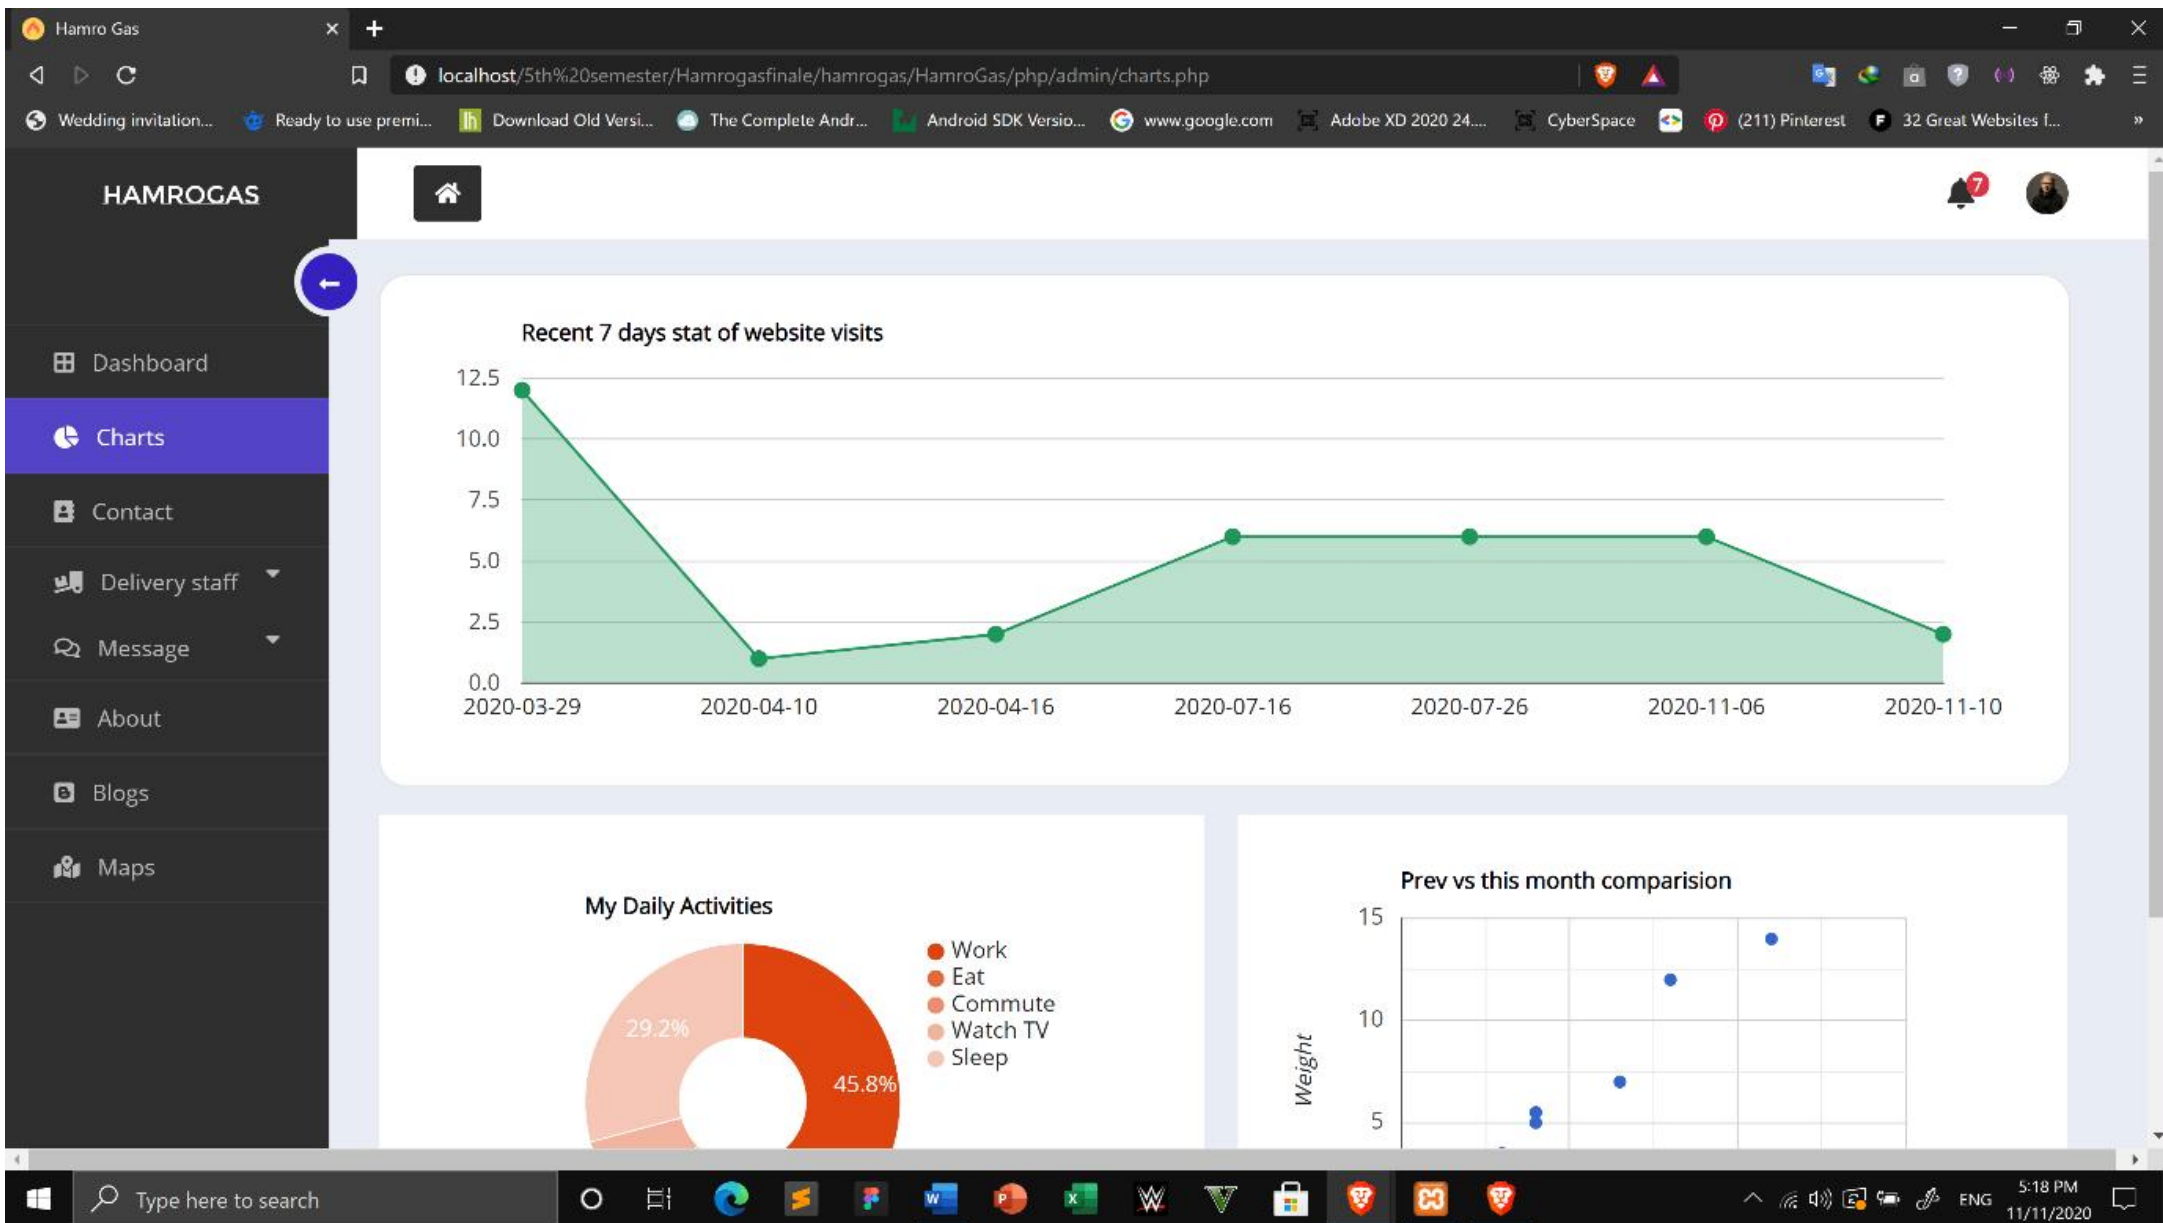 Hamro Gas
localhost/5th%20semester/Hamrogasfinale/hamrogas/HamroGas/php/admin/charts.php
Wedding invitation... Ready to use premi... lh Download Old Versi... The Complete Andr... Android SDK Versio... www.google.com Adobe XD 2020 24.... CyberSpace (211) Pinterest 32 Great Websites f... »
HAMROGAS
7
Dashboard
Charts
Contact
Delivery staff
Message
About
Blogs
Maps
Recent 7 days stat of website visits
12.5
10.0
7.5
5.0
2.5
0.0
2020-03-29 2020-04-10 2020-04-16 2020-07-16 2020-07-26 2020-11-06 2020-11-10
My Daily Activities
Work
Eat
Commute
Watch TV
Sleep
29.2%
45.8%
Prev vs this month comparision
15
10
5
Weight
Type here to search
ENG
5:18 PM
11/11/2020